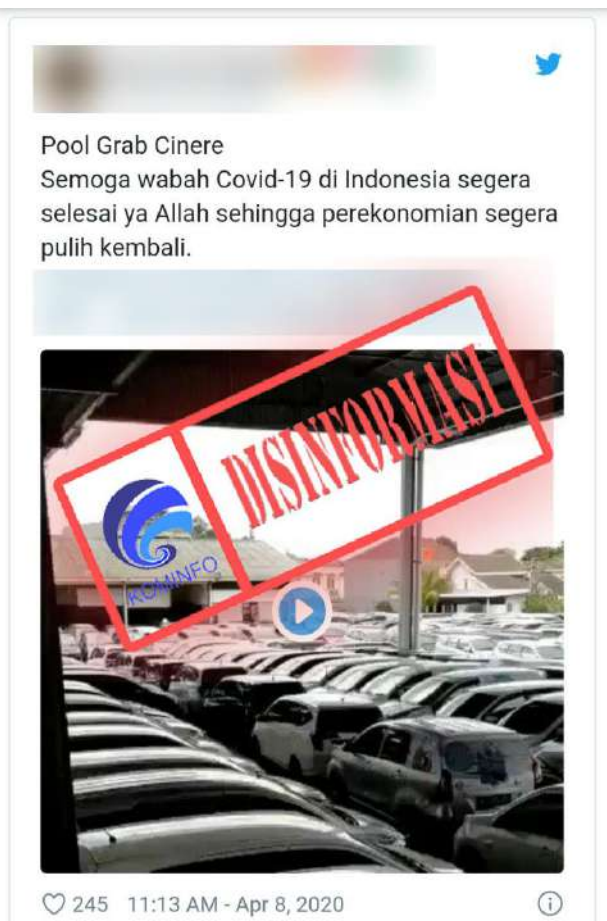 Pool Grab Cinere
Semoga wabah Covid-19 di Indonesia segera
selesai ya Allah sehingga perekonomian segera
pulih kembali.
DISINFORMASI
KOMINFO
245 11:13 AM - Apr 8, 2020